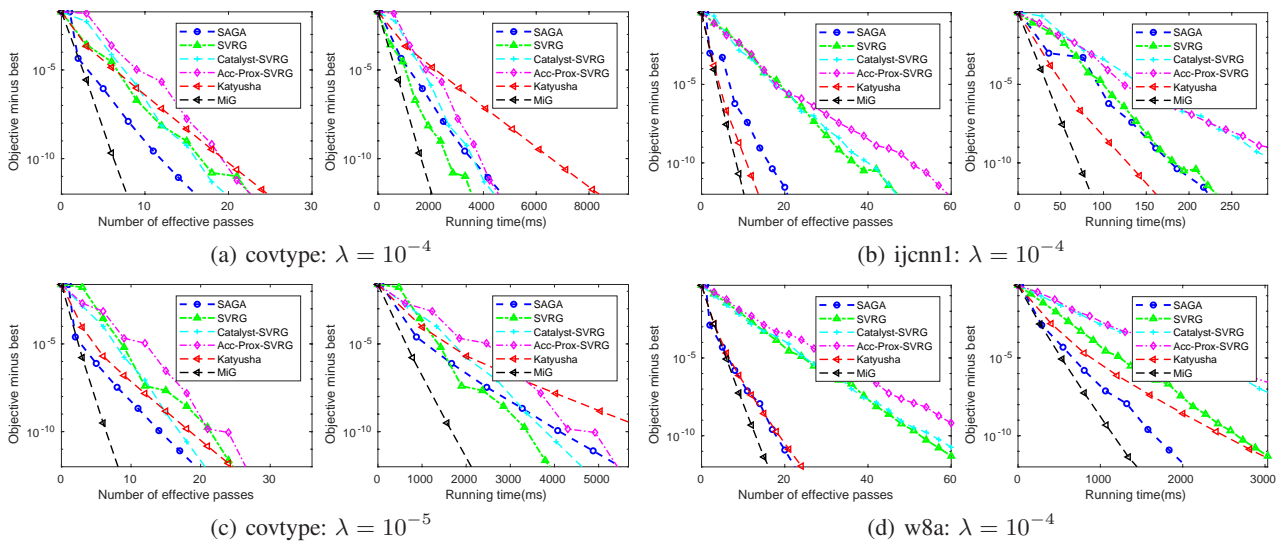 Objective minus best
10^{-5}
10^{-10}
0 10 20 30
Number of effective passes
SAGA
SVRG
Catalyst-SVRG
Acc-Prox-SVRG
Katyusha
MiG
Objective minus best
10^{-5}
10^{-10}
0 2000 4000 6000 8000
Running time(ms)
SAGA
SVRG
Catalyst-SVRG
Acc-Prox-SVRG
Katyusha
MiG
(a) covtype: λ = 10^{-4}
Objective minus best
10^{-5}
10^{-10}
0 10 20 30 40 50 60
Number of effective passes
SAGA
SVRG
Catalyst-SVRG
Acc-Prox-SVRG
Katyusha
MiG
Objective minus best
10^{-5}
10^{-10}
0 50 100 150 200 250
Running time(ms)
SAGA
SVRG
Catalyst-SVRG
Acc-Prox-SVRG
Katyusha
MiG
(b) ijcnn1: λ = 10^{-4}
Objective minus best
10^{-5}
10^{-10}
0 10 20 30
Number of effective passes
SAGA
SVRG
Catalyst-SVRG
Acc-Prox-SVRG
Katyusha
MiG
Objective minus best
10^{-5}
10^{-10}
0 1000 2000 3000 4000 5000
Running time(ms)
SAGA
SVRG
Catalyst-SVRG
Acc-Prox-SVRG
Katyusha
MiG
(c) covtype: λ = 10^{-5}
Objective minus best
10^{-5}
10^{-10}
0 20 40 60
Number of effective passes
SAGA
SVRG
Catalyst-SVRG
Acc-Prox-SVRG
Katyusha
MiG
Objective minus best
10^{-5}
10^{-10}
0 1000 2000 3000
Running time(ms)
SAGA
SVRG
Catalyst-SVRG
Acc-Prox-SVRG
Katyusha
MiG
(d) w8a: λ = 10^{-4}